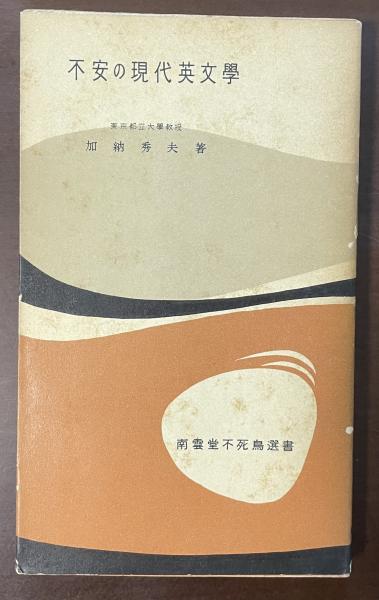 不安の現代英文學
東京都立大學教授
加納秀夫著
南雲堂不死鳥選書